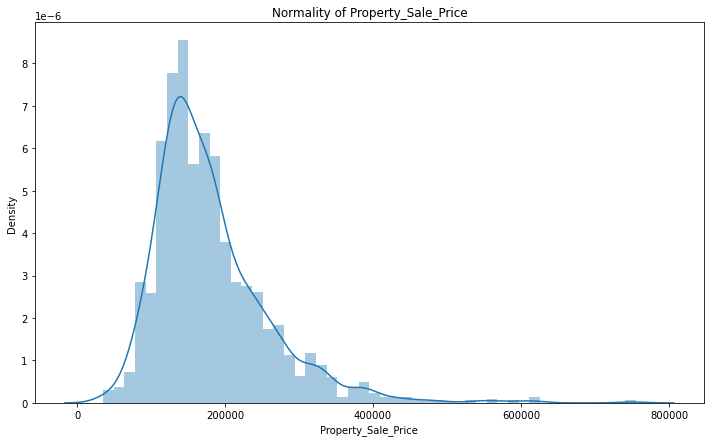 Normality of Property_Sale_Price
1e−6
8
7
6
5
4
3
2
1
0
Density
0 200000 400000 600000 800000
Property_Sale_Price